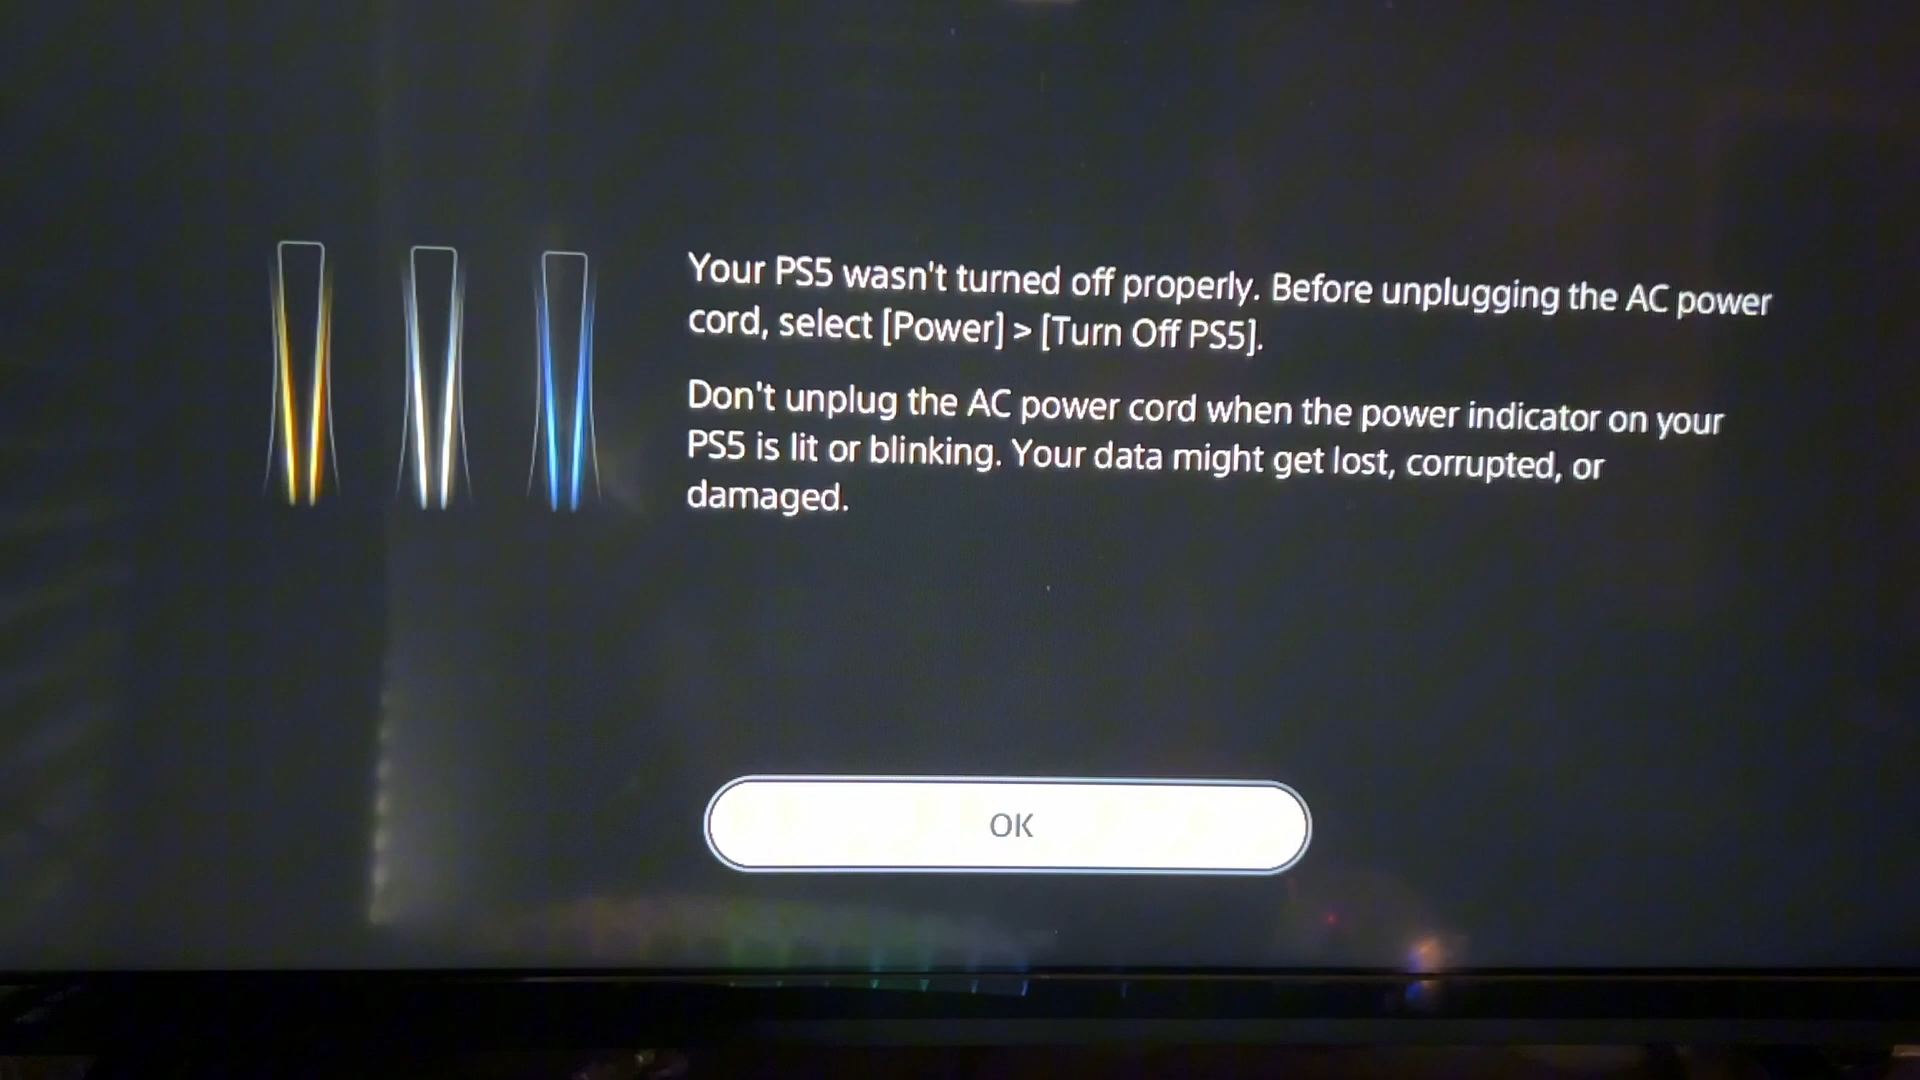 Your PS5 wasn't turned off properly. Before unplugging the AC power
cord, select [Power] > [Turn Off PS5].
Don't unplug the AC power cord when the power indicator on your
PS5 is lit or blinking. Your data might get lost, corrupted, or
damaged.
OK